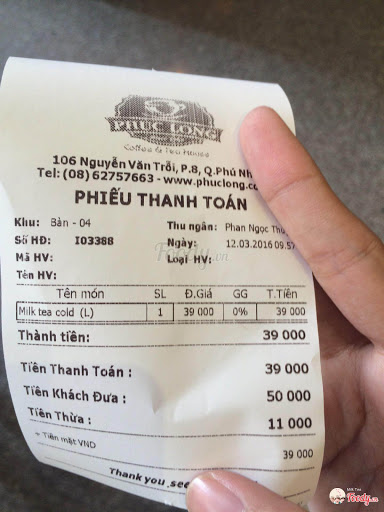 PHUC LONG
Coffee & Tea House
106 Nguyễn Văn Trỗi, P.8, Q.Phú
Tel: (08) 62757663 - www.phuclong.co
PHIẾU THANH TOÁN
Khu: Bàn - 04 Thu ngân: Phan Ngọc
Số HĐ: I03388 Ngày: 12.03.2016 09:57
Mã HV: Loại HV:
Tên HV:
Foody.vn
Tên món SL Đ.Giá GG T.Tiền
Milk tea cold (L) 1 39 000 0% 39 000
Thành tiền: 39 000
Tiền Thanh Toán : 39 000
Tiền Khách Đưa : 50 000
Tiền Thừa : 11 000
+ Tiền mặt VND 39 000
Thank you ,see
Foody.vn